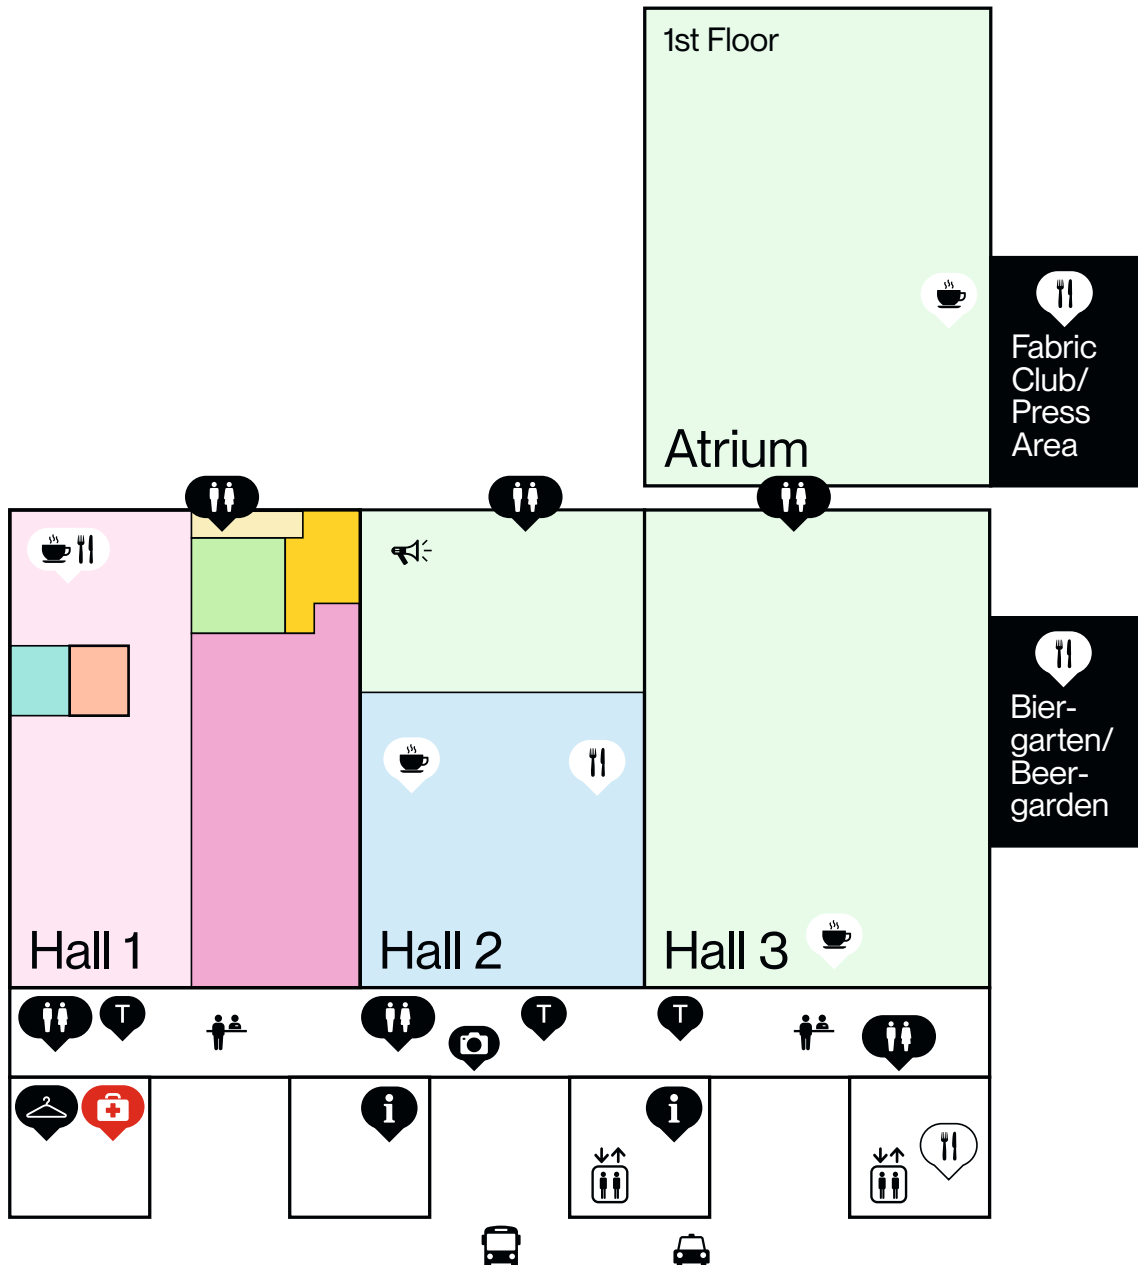 1st Floor
Atrium
Fabric
Club/
Press
Area
Bier-
garten/
Beer-
garden
Hall 1
Hall 2
Hall 3
T
T
T
i
i